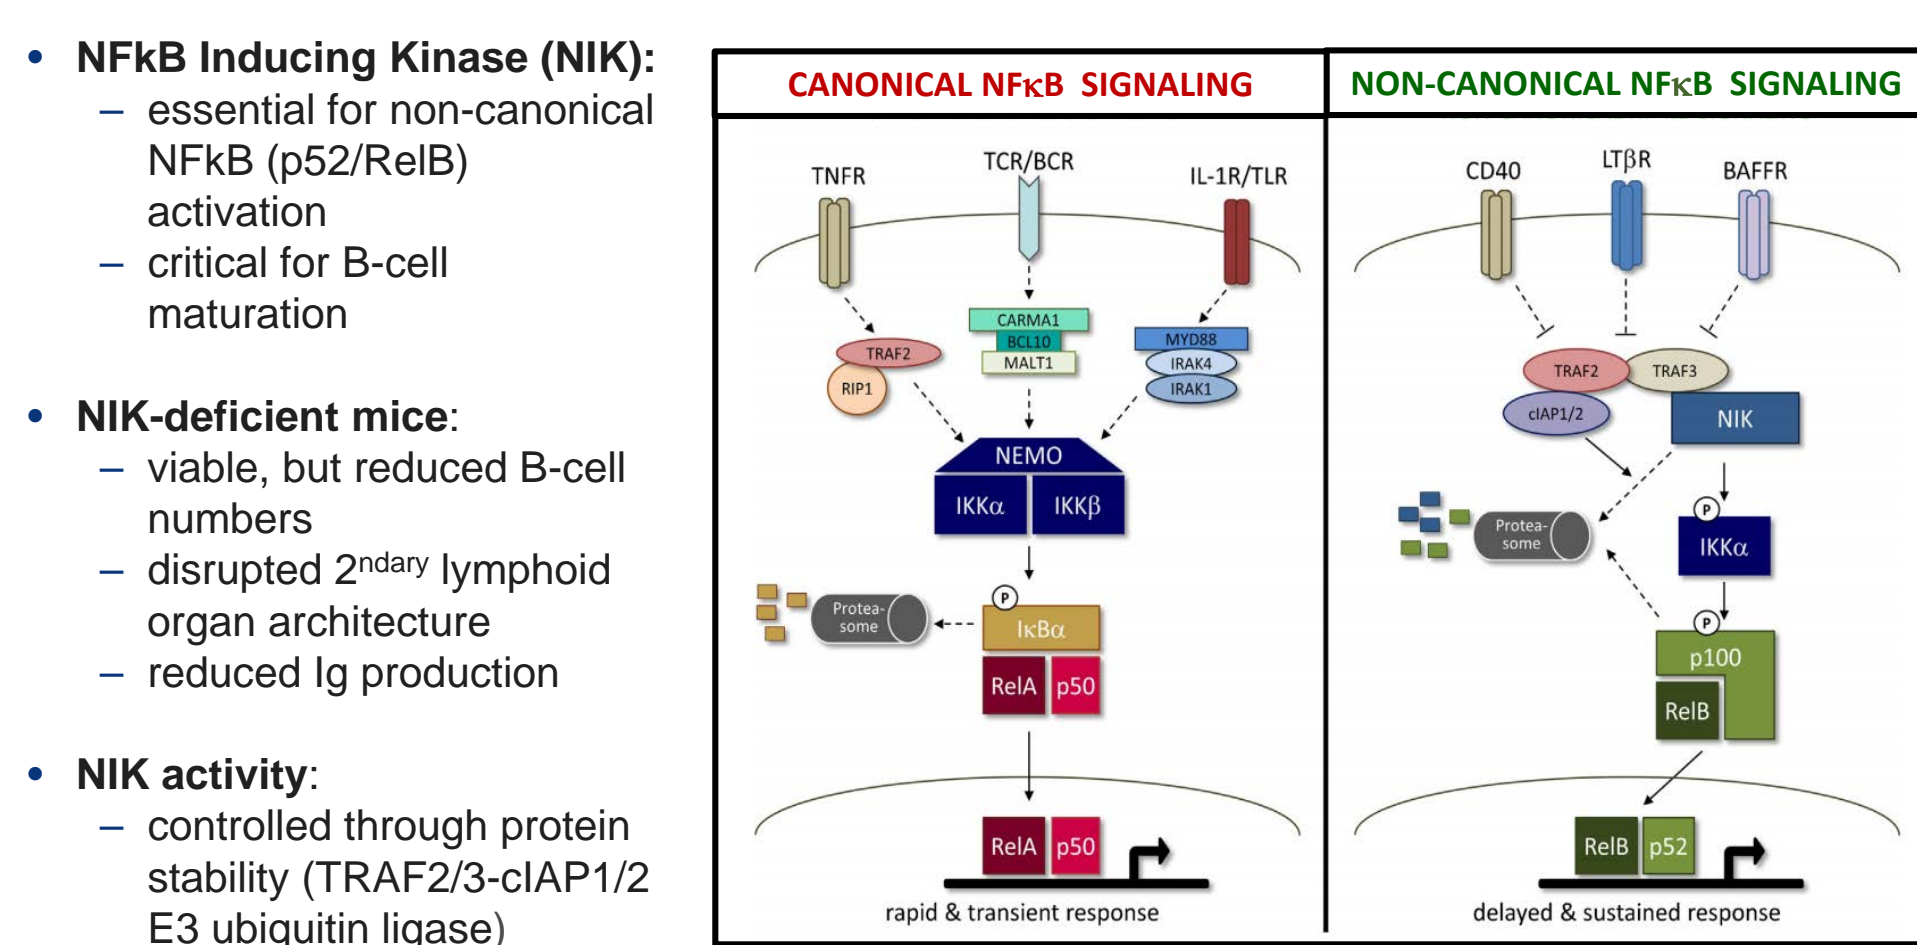 • NFkB Inducing Kinase (NIK):
– essential for non-canonical
NFkB (p52/RelB)
activation
– critical for B-cell
maturation
• NIK-deficient mice:
– viable, but reduced B-cell
numbers
– disrupted 2ndary lymphoid
organ architecture
– reduced Ig production
• NIK activity:
– controlled through protein
stability (TRAF2/3-cIAP1/2
E3 ubiquitin ligase)
CANONICAL NFκB SIGNALING
TNFR
TCR/BCR
IL-1R/TLR
TRAF2
RIP1
CARMA1
BCL10
MALT1
MYD88
IRAK4
IRAK1
NEMO
IKKα
IKKβ
Protea-
some
P
IκBα
RelA
p50
RelA
p50
rapid & transient response
NON-CANONICAL NFκB SIGNALING
CD40
LTβR
BAFFR
TRAF2
TRAF3
cIAP1/2
NIK
Protea-
some
P
IKKα
P
p100
RelB
RelB
p52
delayed & sustained response